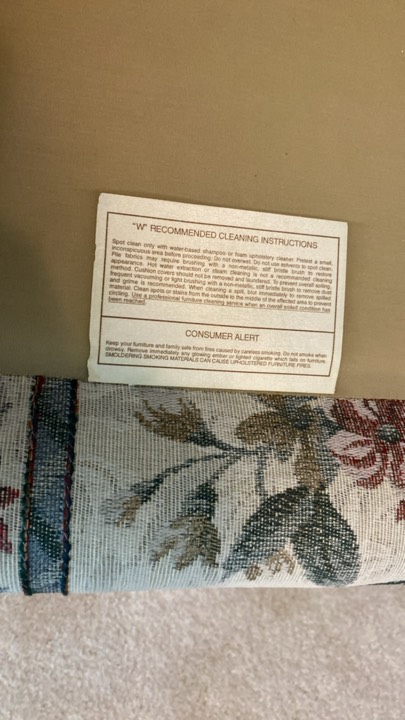 "W" RECOMMENDED CLEANING INSTRUCTIONS
Spot clean only with water-based shampoo or foam upholstery cleaner. Pretest a small,
inconspicuous area before proceeding. Do not overwet. Do not use solvents to spot clean.
Pile fabrics may require brushing with a non-metallic, stiff bristle brush to restore
appearance. Hot water extraction or steam cleaning is not a recommended cleaning
method. Cushion covers should not be removed and laundered. To prevent overall soiling,
frequent vacuuming or light brushing with a non-metallic, stiff bristle brush to remove dust
and grime is recommended. When cleaning a spill, blot immediately to remove spilled
material. Clean spots or stains from the outside to the middle of the affected area to prevent
circling. Use a professional furniture cleaning service when an overall soiled condition has
been reached.
CONSUMER ALERT
Keep your furniture and family safe from fires caused by careless smoking. Do not smoke when
drowsy. Remove immediately any glowing ember or lighted cigarette which falls on furniture.
SMOLDERING SMOKING MATERIALS CAN CAUSE UPHOLSTERED FURNITURE FIRES.